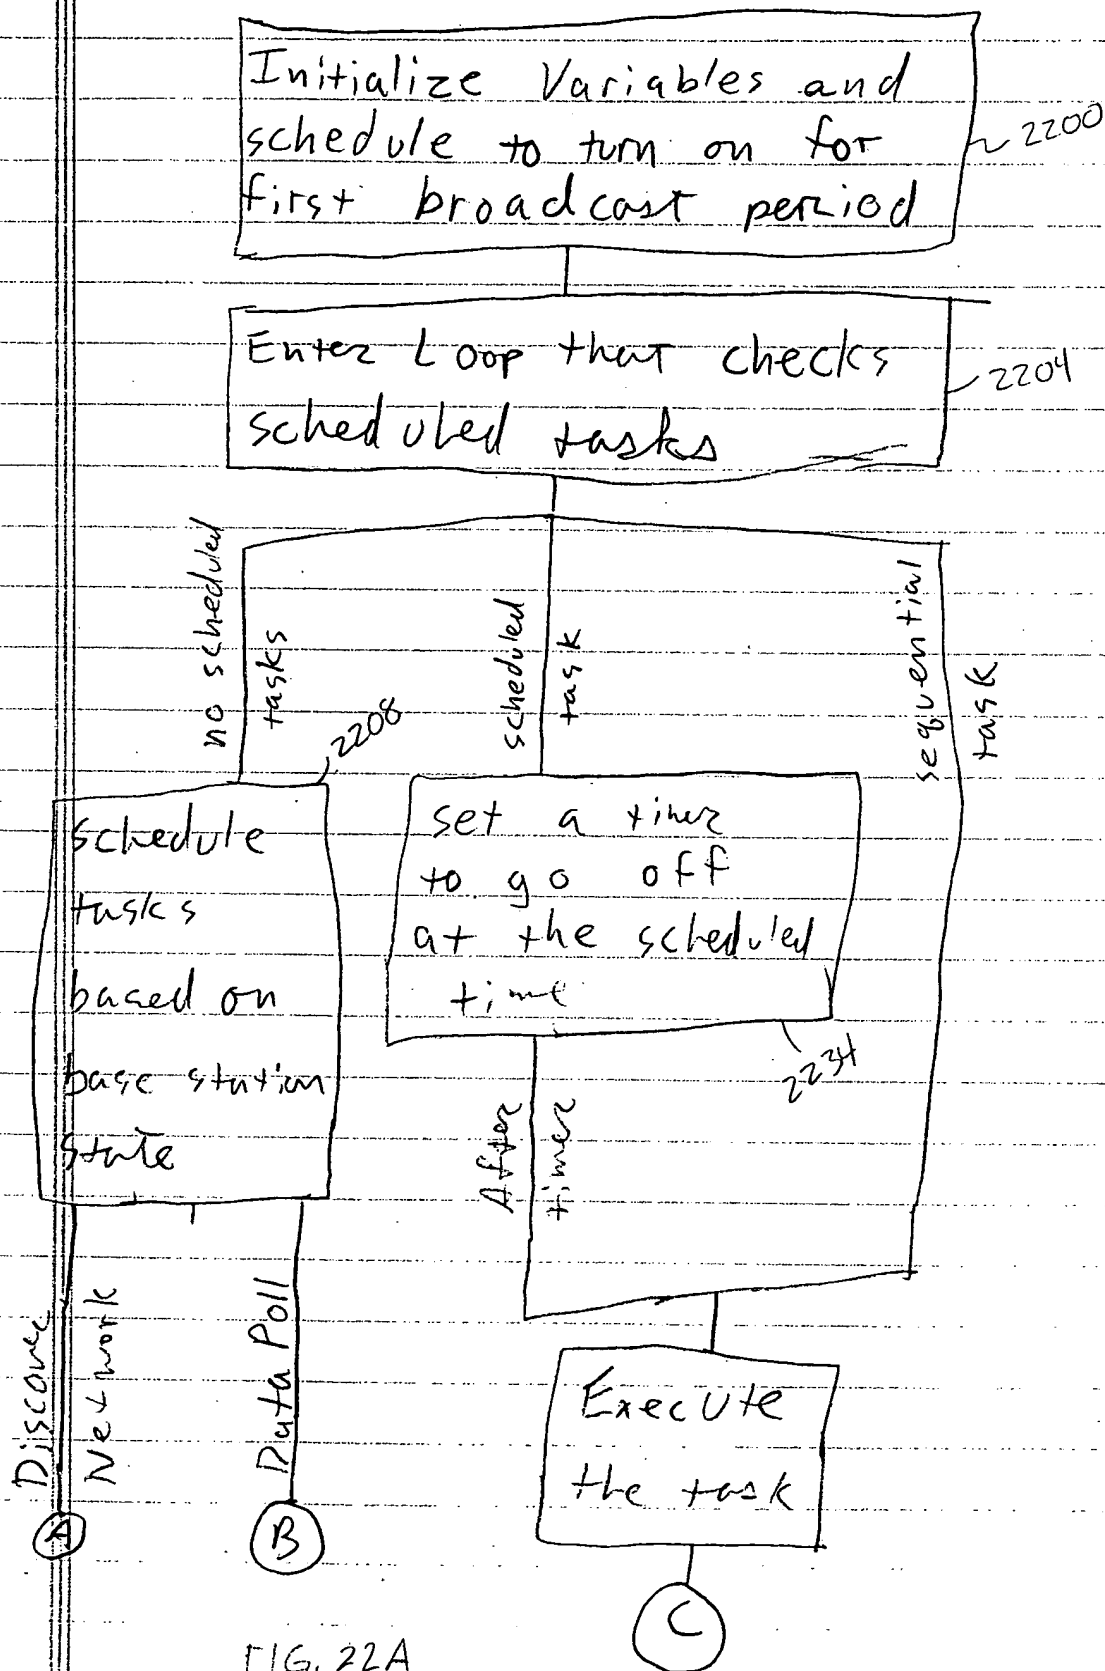 Initialize Variables and
schedule to turn on for
first broadcast period
2200
Enter Loop that checks
scheduled tasks
2204
no scheduled
tasks
scheduled
task
sequential
task
2208
schedule
tasks
based on
base station
state
set a timer
to go off
at the scheduled
time
2234
After
timer
Discover
Network
Data Poll
Execute
the task
A
B
C
FIG. 22A